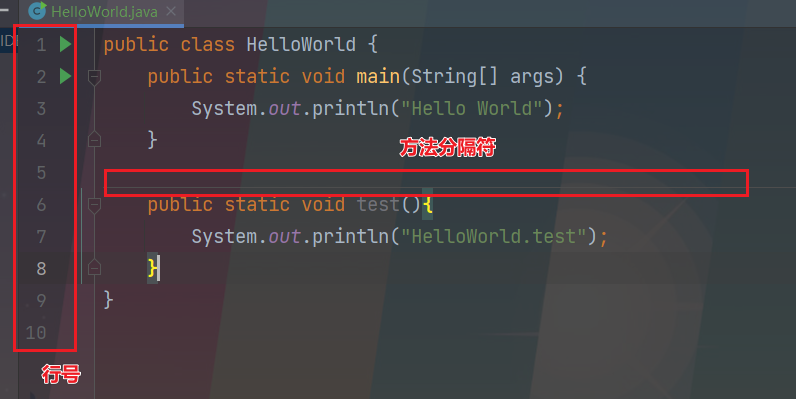 HelloWorld.java
IDE
1 public class HelloWorld {
2 public static void main(String[] args) {
3 System.out.println("Hello World");
4 }
方法分隔符
5
6 public static void test(){
7 System.out.println("HelloWorld.test");
8 }
9 }
10
行号